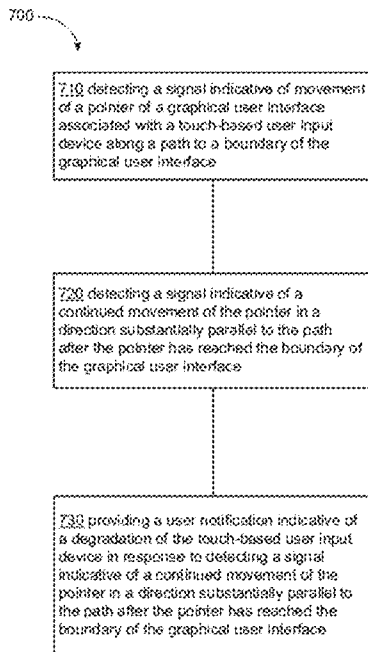 700
710 detecting a signal indicative of movement
of a pointer of a graphical user interface
associated with a touch-based user input
device along a path to a boundary of the
graphical user interface
720 detecting a signal indicative of a
continued movement of the pointer in a
direction substantially parallel to the path
after the pointer has reached the boundary of
the graphical user interface
730 providing a user notification indicative of
a degradation of the touch-based user input
device in response to detecting a signal
indicative of a continued movement of the
pointer in a direction substantially parallel to
the path after the pointer has reached the
boundary of the graphical user interface